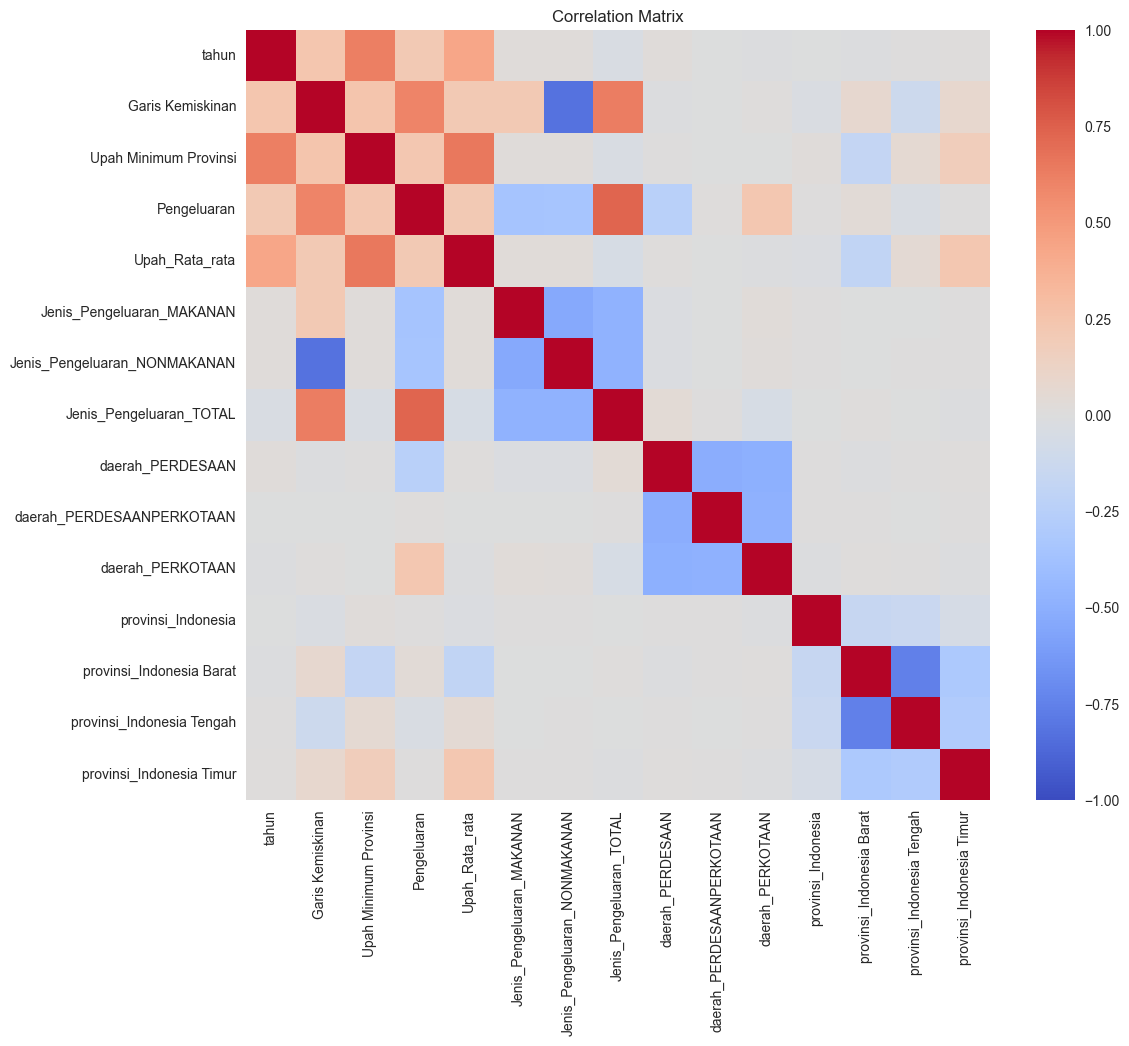 Correlation Matrix
tahun
Garis Kemiskinan
Upah Minimum Provinsi
Pengeluaran
Upah_Rata_rata
Jenis_Pengeluaran_MAKANAN
Jenis_Pengeluaran_NONMAKANAN
Jenis_Pengeluaran_TOTAL
daerah_PERDESAAN
daerah_PERDESAANPERKOTAAN
daerah_PERKOTAAN
provinsi_Indonesia
provinsi_Indonesia Barat
provinsi_Indonesia Tengah
provinsi_Indonesia Timur
tahun
Garis Kemiskinan
Upah Minimum Provinsi
Pengeluaran
Upah_Rata_rata
Jenis_Pengeluaran_MAKANAN
Jenis_Pengeluaran_NONMAKANAN
Jenis_Pengeluaran_TOTAL
daerah_PERDESAAN
daerah_PERDESAANPERKOTAAN
daerah_PERKOTAAN
provinsi_Indonesia
provinsi_Indonesia Barat
provinsi_Indonesia Tengah
provinsi_Indonesia Timur
1.00
0.75
0.50
0.25
0.00
−0.25
−0.50
−0.75
−1.00